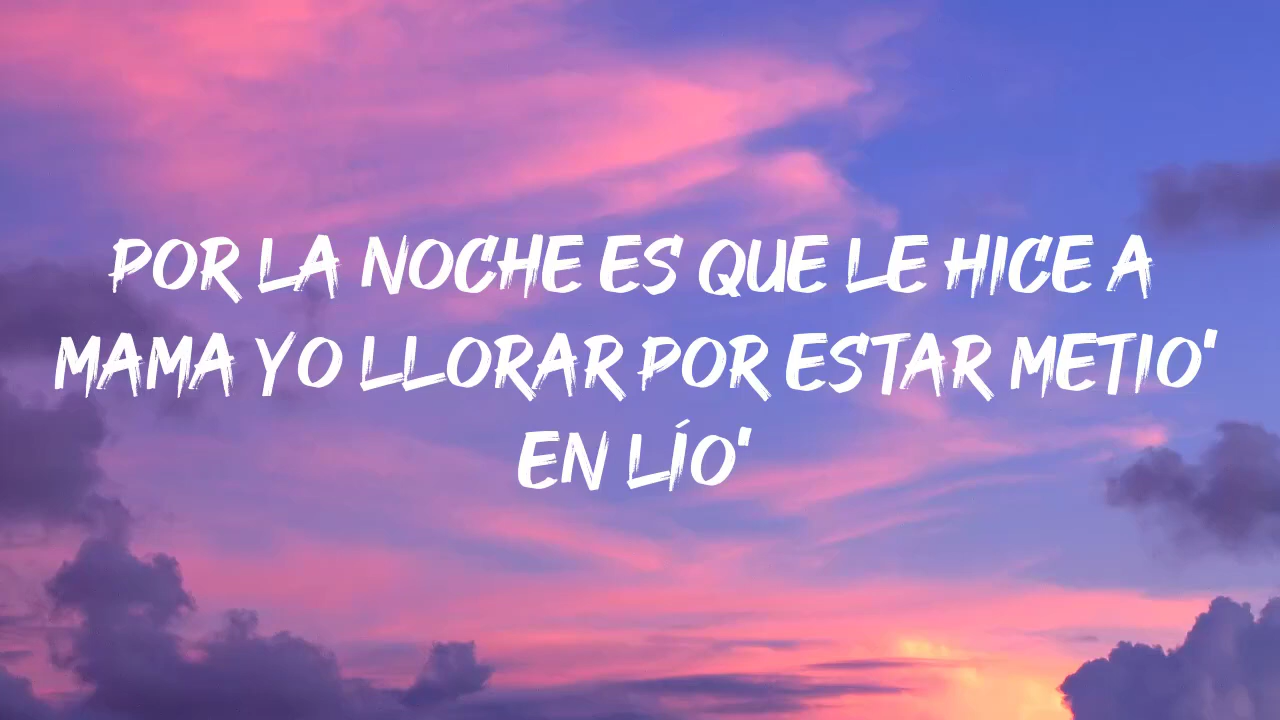 POR LA NOCHE ES QUE LE HICE A
MAMA YO LLORAR POR ESTAR METIO'
EN LÍO'